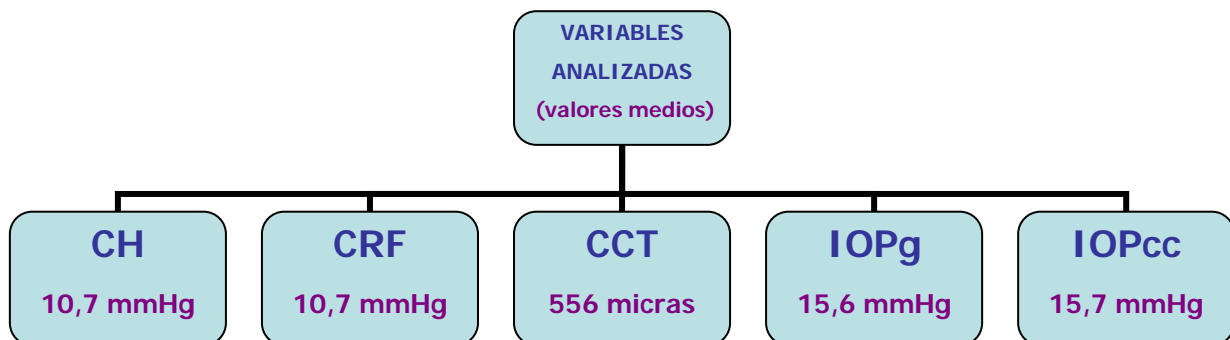 VARIABLES
ANALIZADAS
(valores medios)
CH
10,7 mmHg
CRF
10,7 mmHg
CCT
556 micras
IOPg
15,6 mmHg
IOPcc
15,7 mmHg